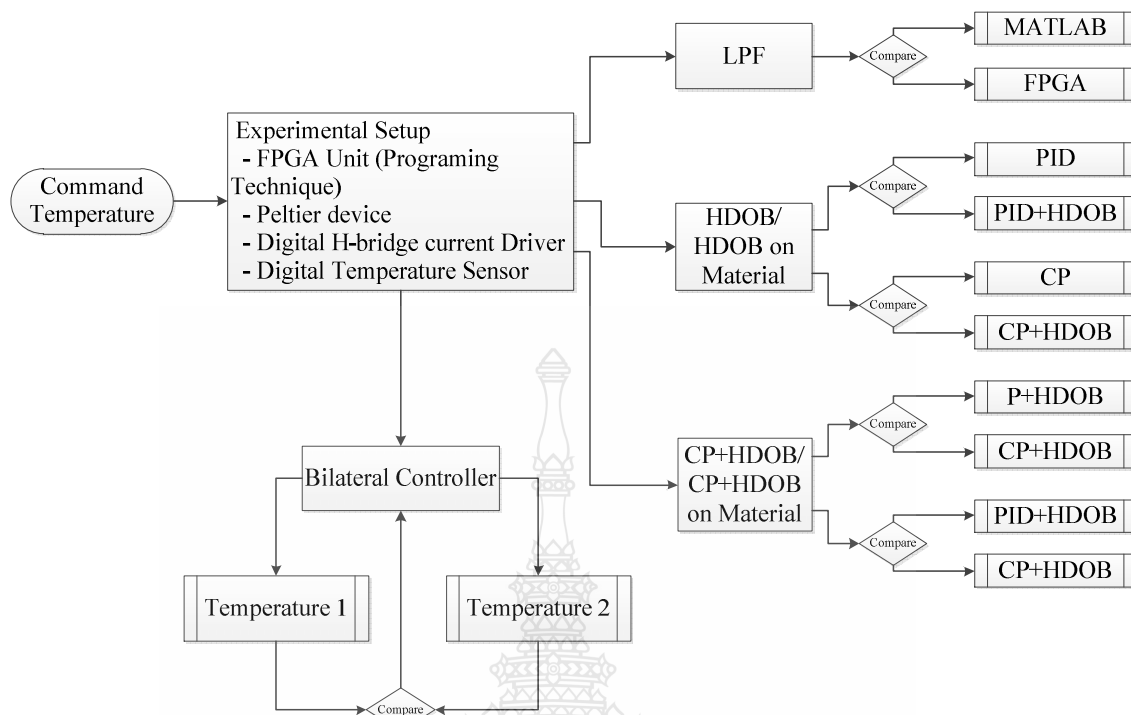 Command
Temperature
Experimental Setup
- FPGA Unit (Programing
Technique)
- Peltier device
- Digital H-bridge current Driver
- Digital Temperature Sensor
LPF
Compare
MATLAB
FPGA
HDOB/
HDOB on
Material
Compare
PID
PID+HDOB
Compare
CP
CP+HDOB
CP+HDOB/
CP+HDOB
on Material
Compare
P+HDOB
CP+HDOB
Compare
PID+HDOB
CP+HDOB
Bilateral Controller
Temperature 1
Temperature 2
Compare